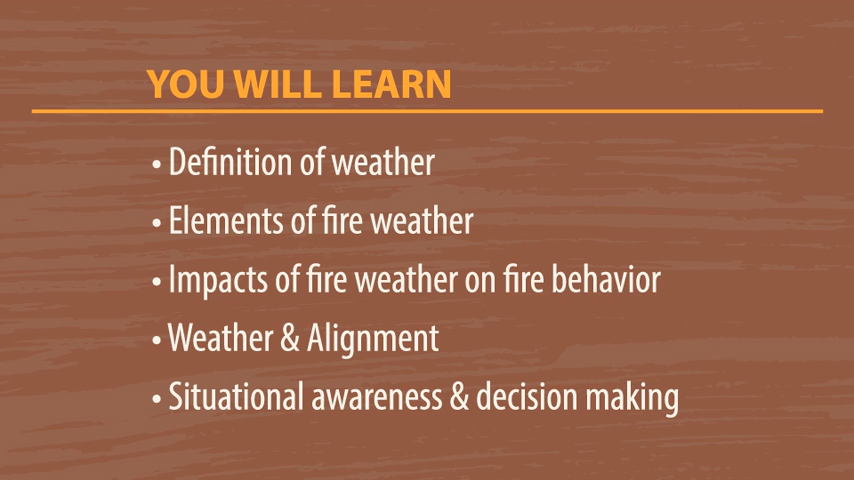 YOU WILL LEARN
• Definition of weather
• Elements of fire weather
• Impacts of fire weather on fire behavior
• Weather & Alignment
• Situational awareness & decision making